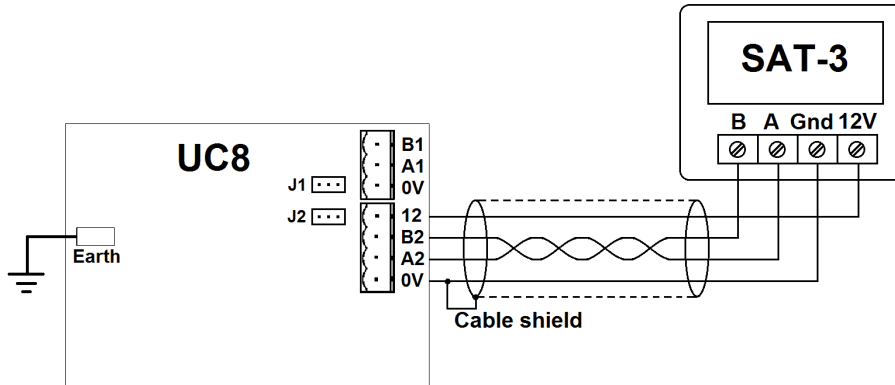 SAT-3
B A Gnd 12V
UC8
B1
A1
J1 0V
J2 12
B2
A2
0V
Earth
Cable shield